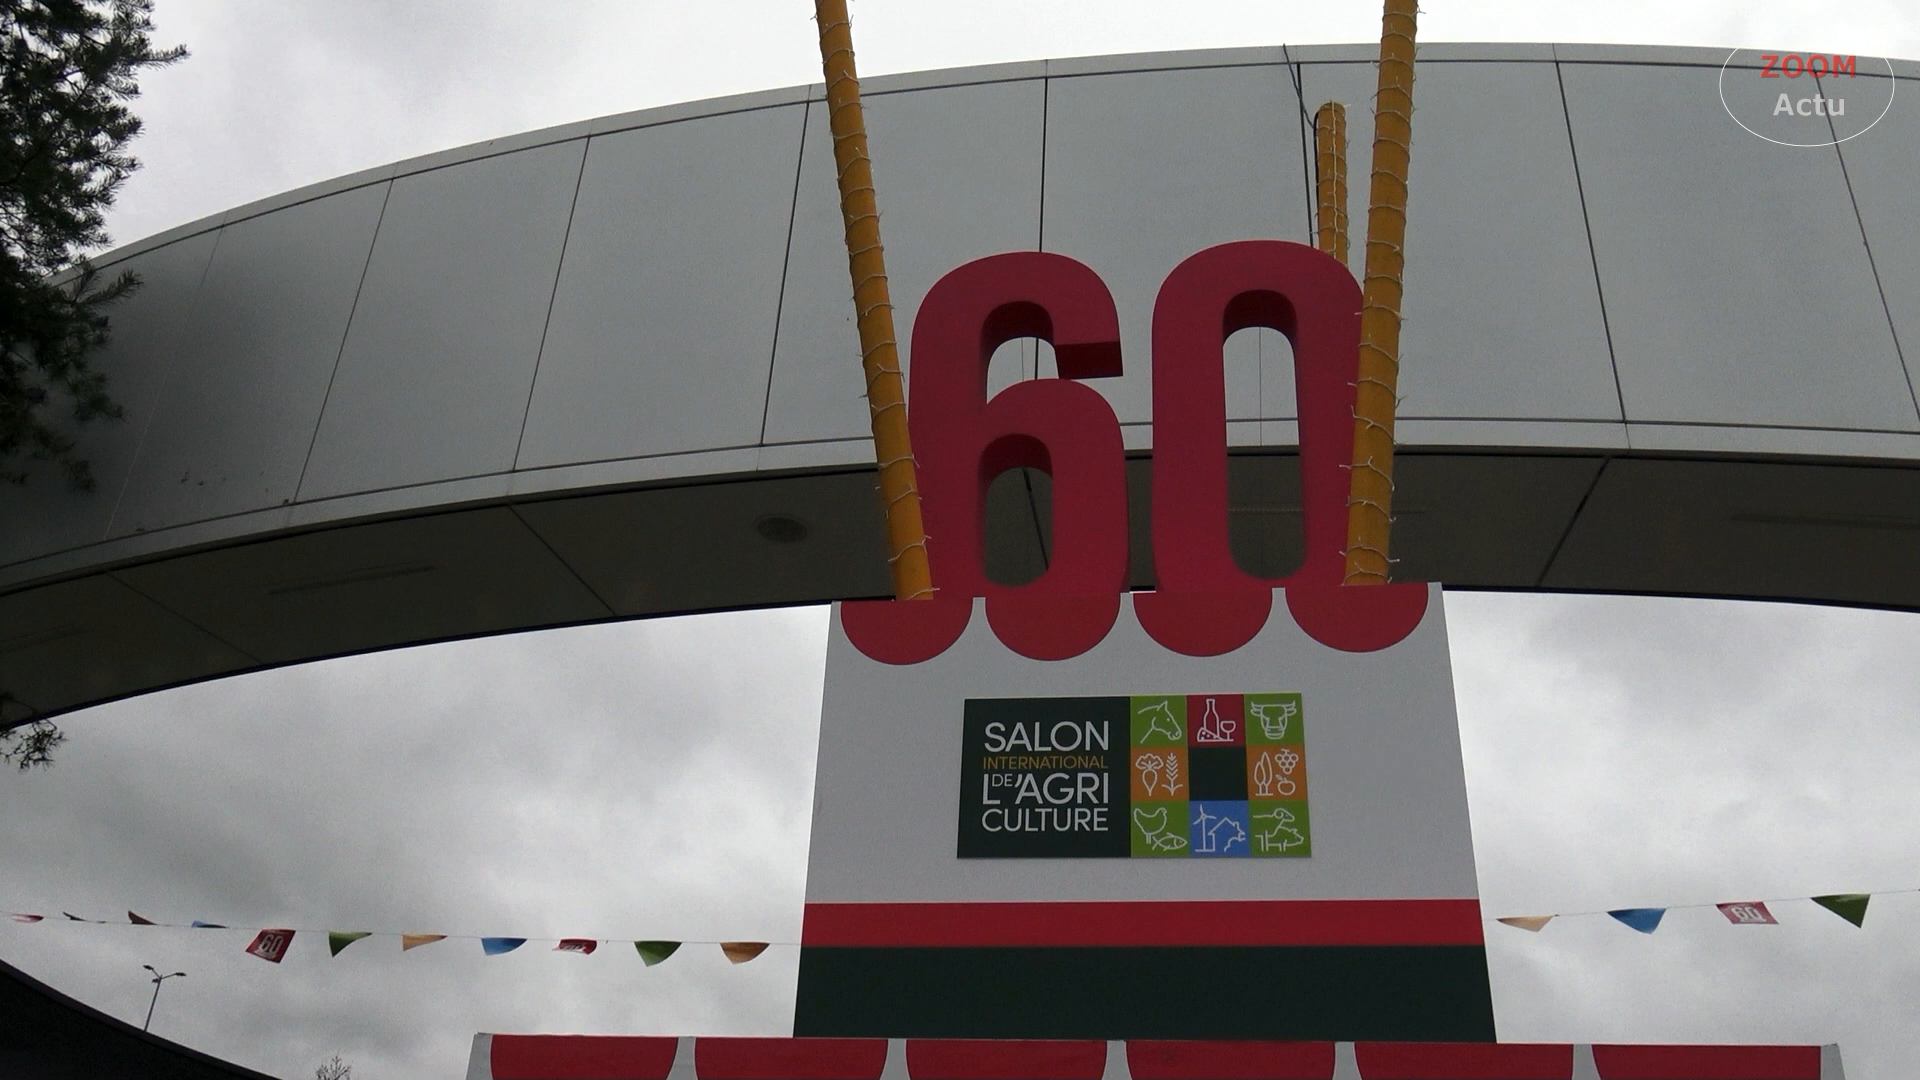 ZOOM
Actu
60
SALON
INTERNATIONAL
DE L'AGRI
CULTURE
60
60